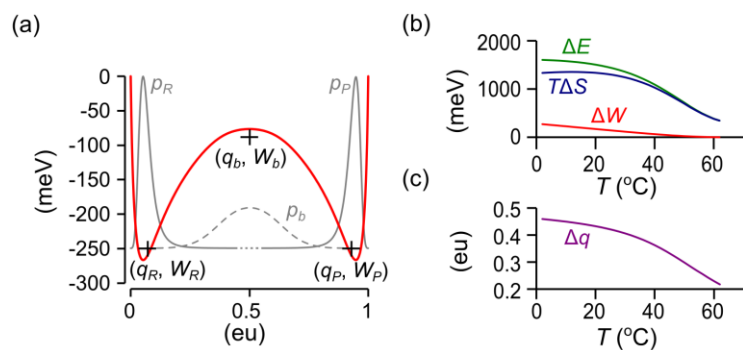 (a)
0
-50
-100
-150
-200
-250
-300
(meV)
p_R
p_P
(q_b, W_b)
p_b
(q_R, W_R)
(q_P, W_P)
0
0.5
1
(eu)
(b)
2000
1000
0
(meV)
ΔE
TΔS
ΔW
0
20
40
60
T (°C)
(c)
0.5
0.4
0.3
0.2
(eu)
Δq
0
20
40
60
T (°C)